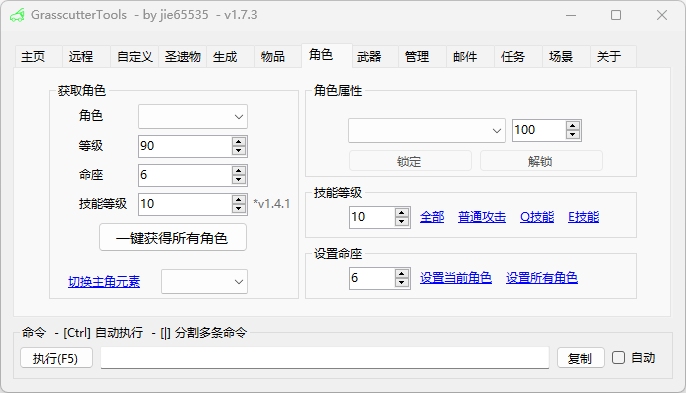 GrasscutterTools - by jie65535 - v1.7.3
主页 远程 自定义 圣遗物 生成 物品 角色 武器 管理 邮件 任务 场景 关于
获取角色
角色
等级 90
命座 6
技能等级 10 *v1.4.1
一键获得所有角色
切换主角元素
角色属性
100
锁定 解锁
技能等级
10 全部 普通攻击 Q技能 E技能
设置命座
6 设置当前角色 设置所有角色
命令 - [Ctrl] 自动执行 - [|] 分割多条命令
执行(F5) 复制 自动